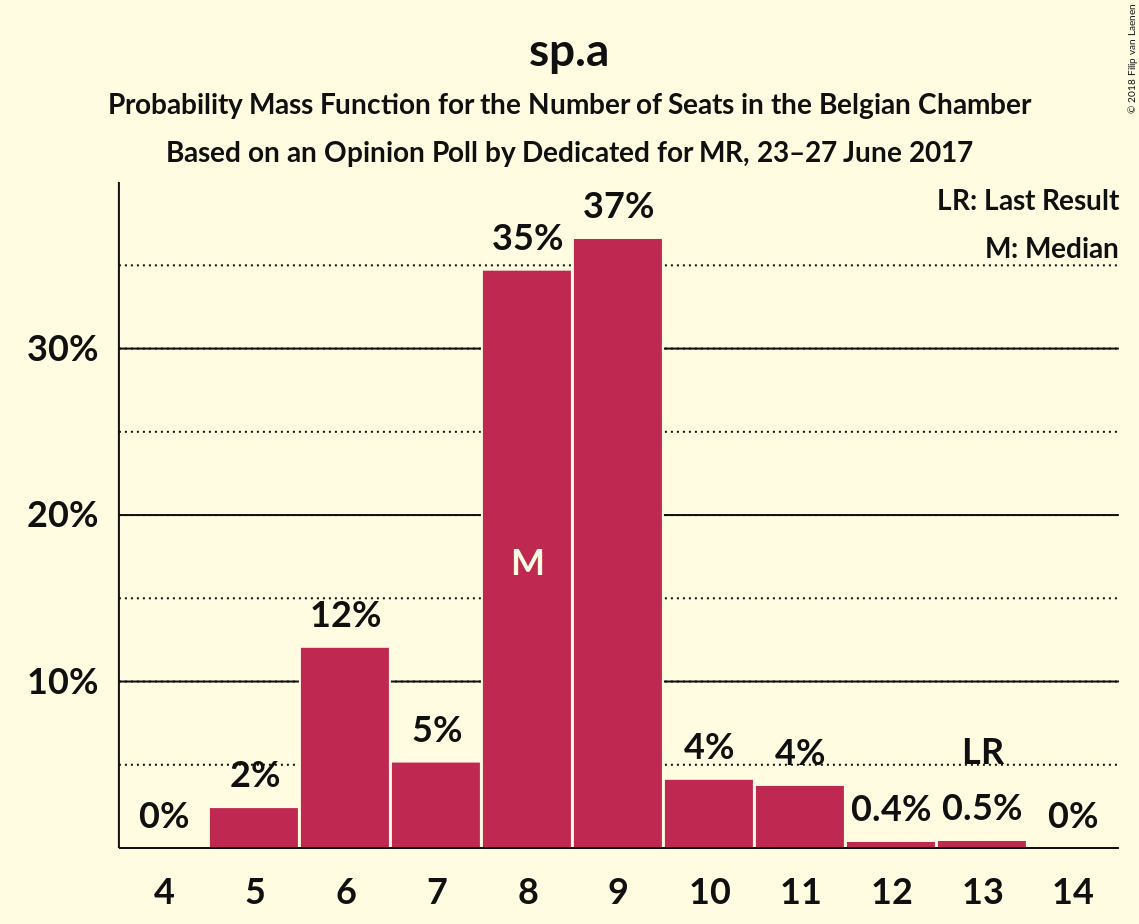 sp.a
Probability Mass Function for the Number of Seats in the Belgian Chamber
Based on an Opinion Poll by Dedicated for MR, 23–27 June 2017
© 2018 Filip van Laenen
LR: Last Result
M: Median
30%
20%
10%
0%
2%
12%
5%
35%
M
37%
4%
4%
0.4%
LR
0.5%
0%
4 5 6 7 8 9 10 11 12 13 14